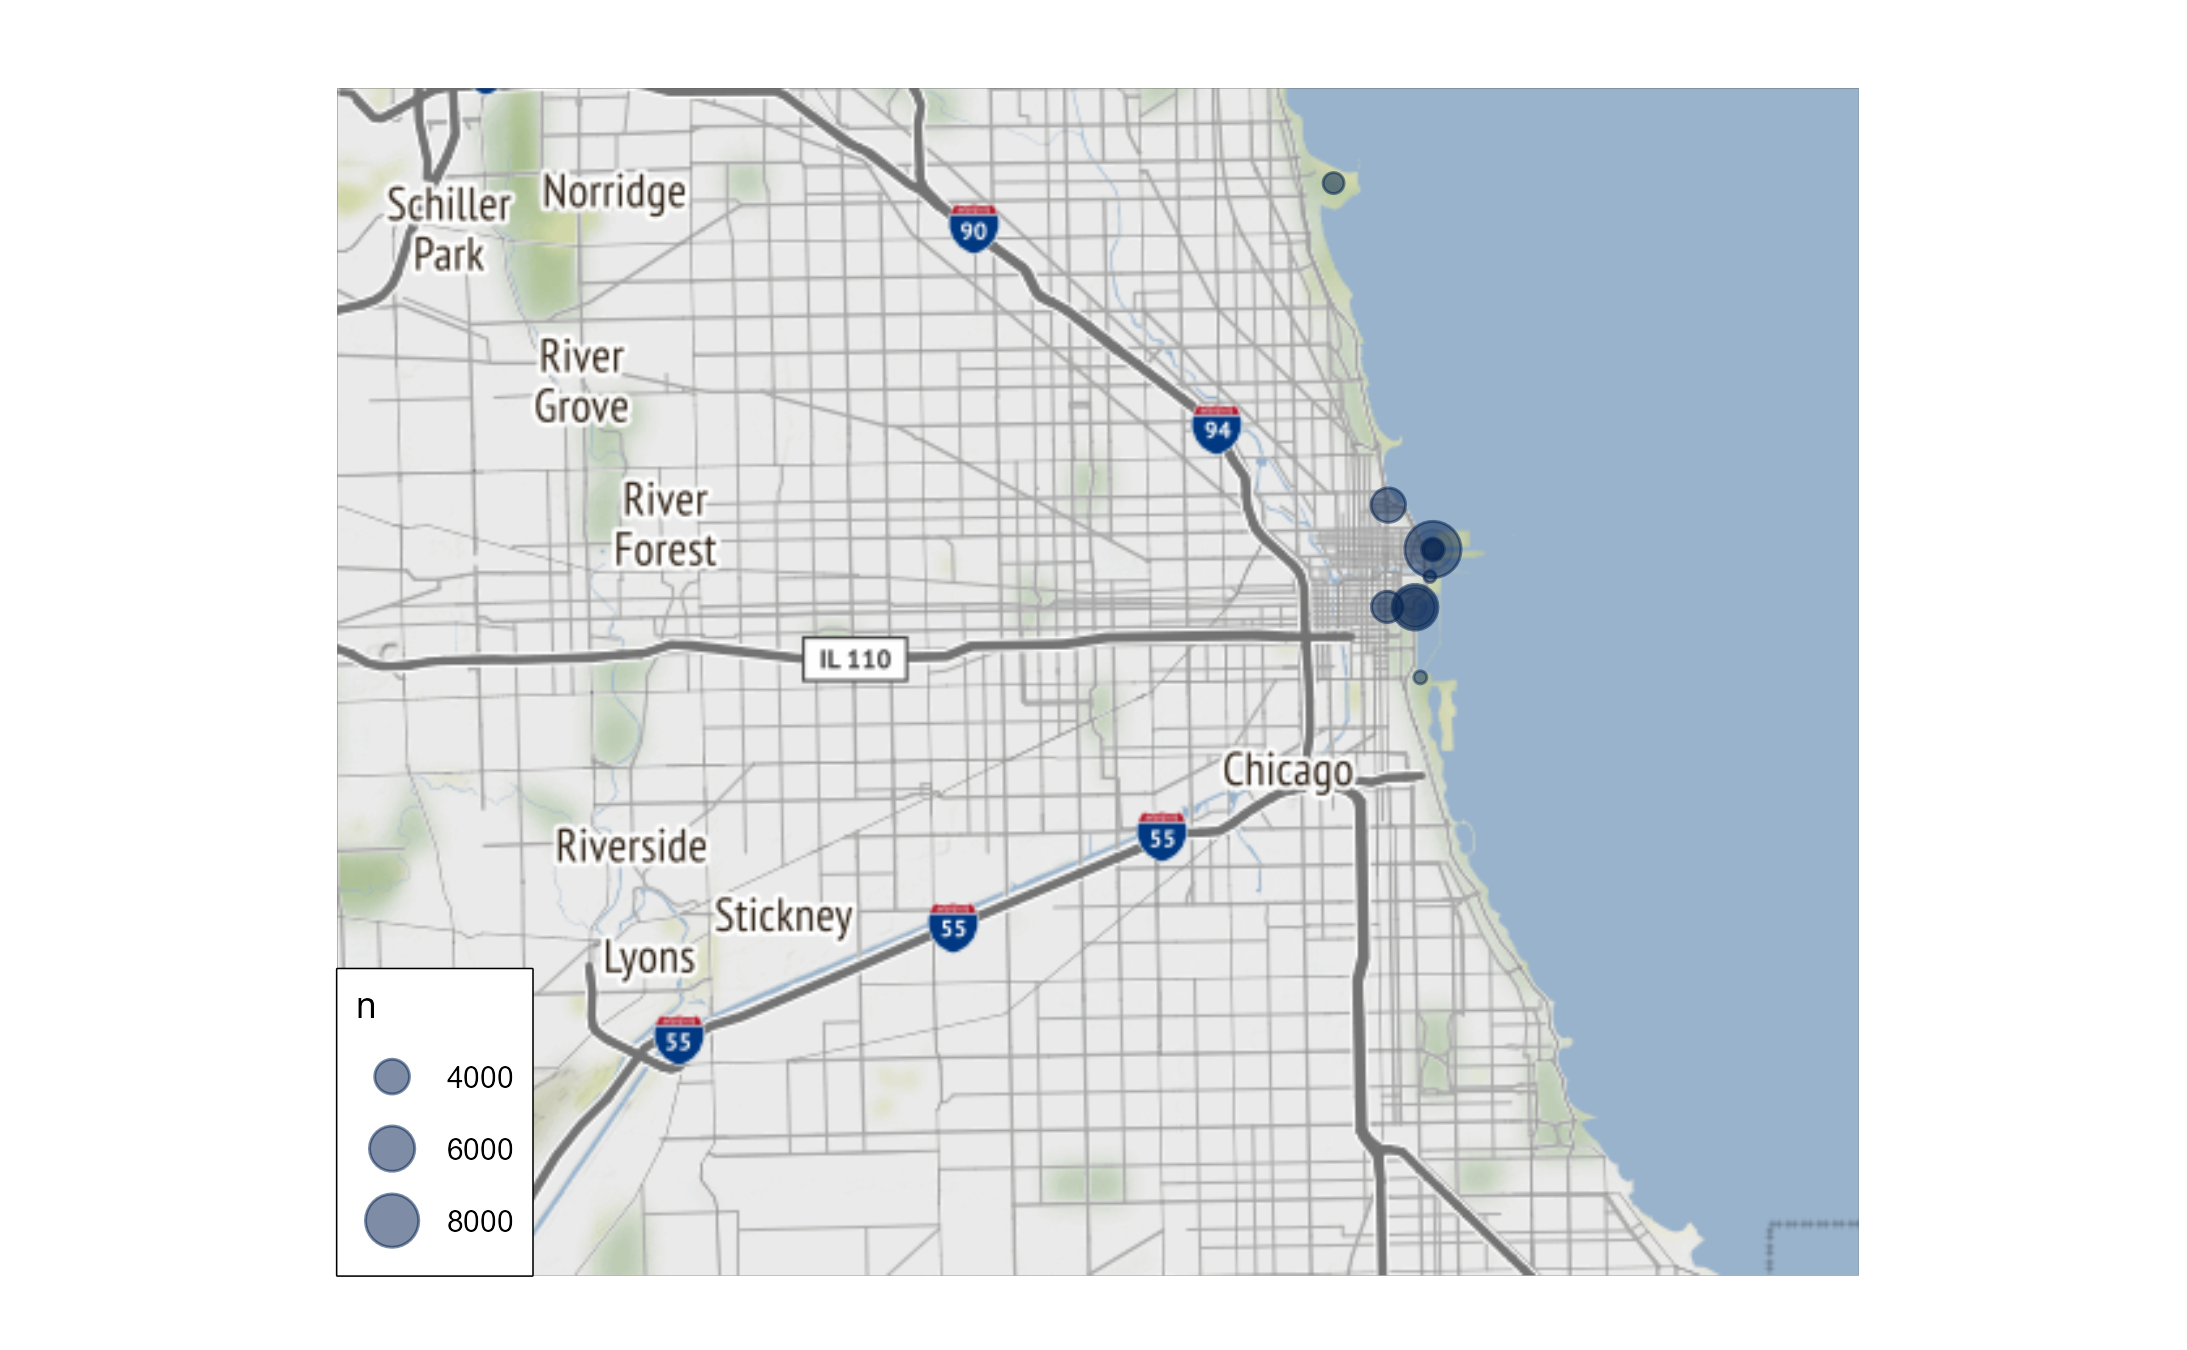 Schiller
Park
Norridge
90
River
Grove
94
River
Forest
IL 110
Chicago
55
Riverside
Stickney
55
Lyons
55
n
4000
6000
8000